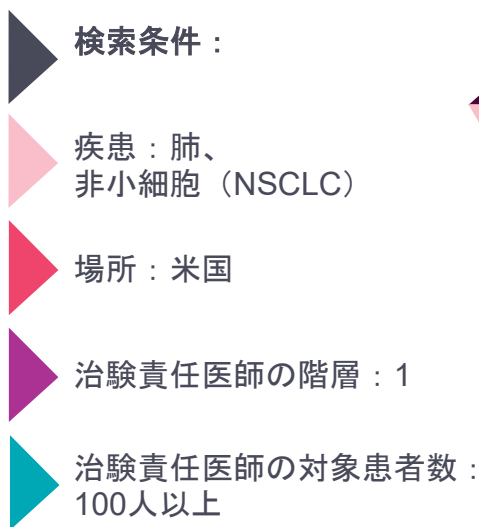 検索条件：
疾患：肺、
非小細胞（NSCLC）
場所：米国
治験責任医師の階層：1
治験責任医師の対象患者数：
100人以上